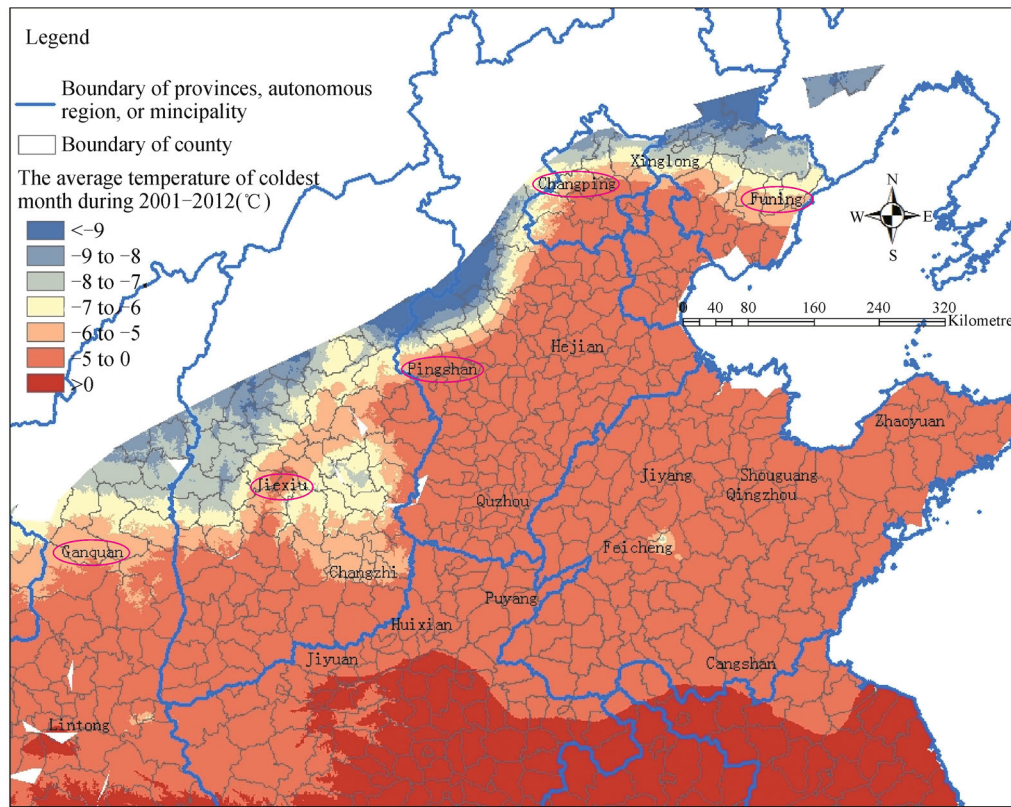 Legend
Boundary of provinces, autonomous
region, or mincipality
Boundary of county
The average temperature of coldest
month during 2001−2012(℃)
<−9
−9 to −8
−8 to −7
−7 to −6
−6 to −5
−5 to 0
>0
Xinglong
Changping
Funing
N
W E
S
0 40 80 160 240 320
Kilometre
Hejian
Pingshan
Zhaoyuan
Jiexiu
Jiyang
Shouguang
Qingzhou
Quzhou
Ganquan
Feicheng
Changzhi
Puyang
Huixian
Jiyuan
Cangshan
Lintong